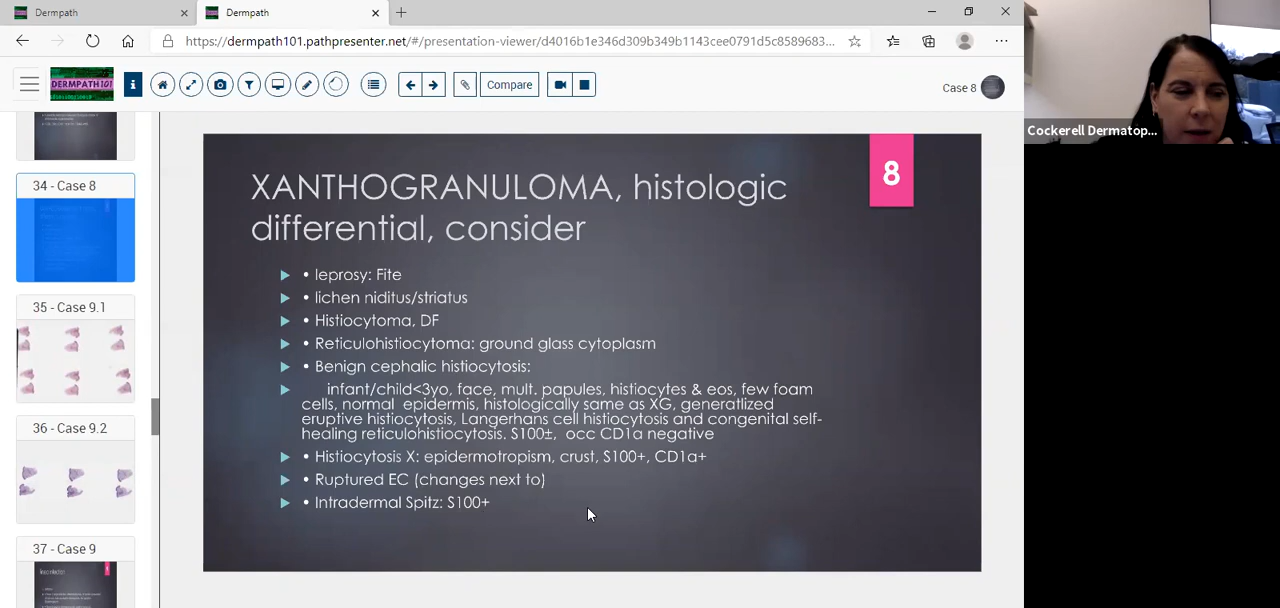 Dermpath
Dermpath
https://dermpath101.pathpresenter.net/#/presentation-viewer/d4016b1e346d309b349b1143cee0791d5c8589683...
DERMPATH101
i
Compare
Case 8
Cockerell Dermatop...
34 - Case 8
35 - Case 9.1
36 - Case 9.2
37 - Case 9
8
XANTHOGRANULOMA, histologic
differential, consider
• leprosy: Fite
• lichen niditus/striatus
• Histiocytoma, DF
• Reticulohistiocytoma: ground glass cytoplasm
• Benign cephalic histiocytosis:
infant/child<3yo, face, mult. papules, histiocytes & eos, few foam
cells, normal epidermis, histologically same as XG, generatlized
eruptive histiocytosis, Langerhans cell histiocytosis and congenital self-
healing reticulohistiocytosis. S100±, occ CD1a negative
• Histiocytosis X: epidermotropism, crust, S100+, CD1a+
• Ruptured EC (changes next to)
• Intradermal Spitz: S100+